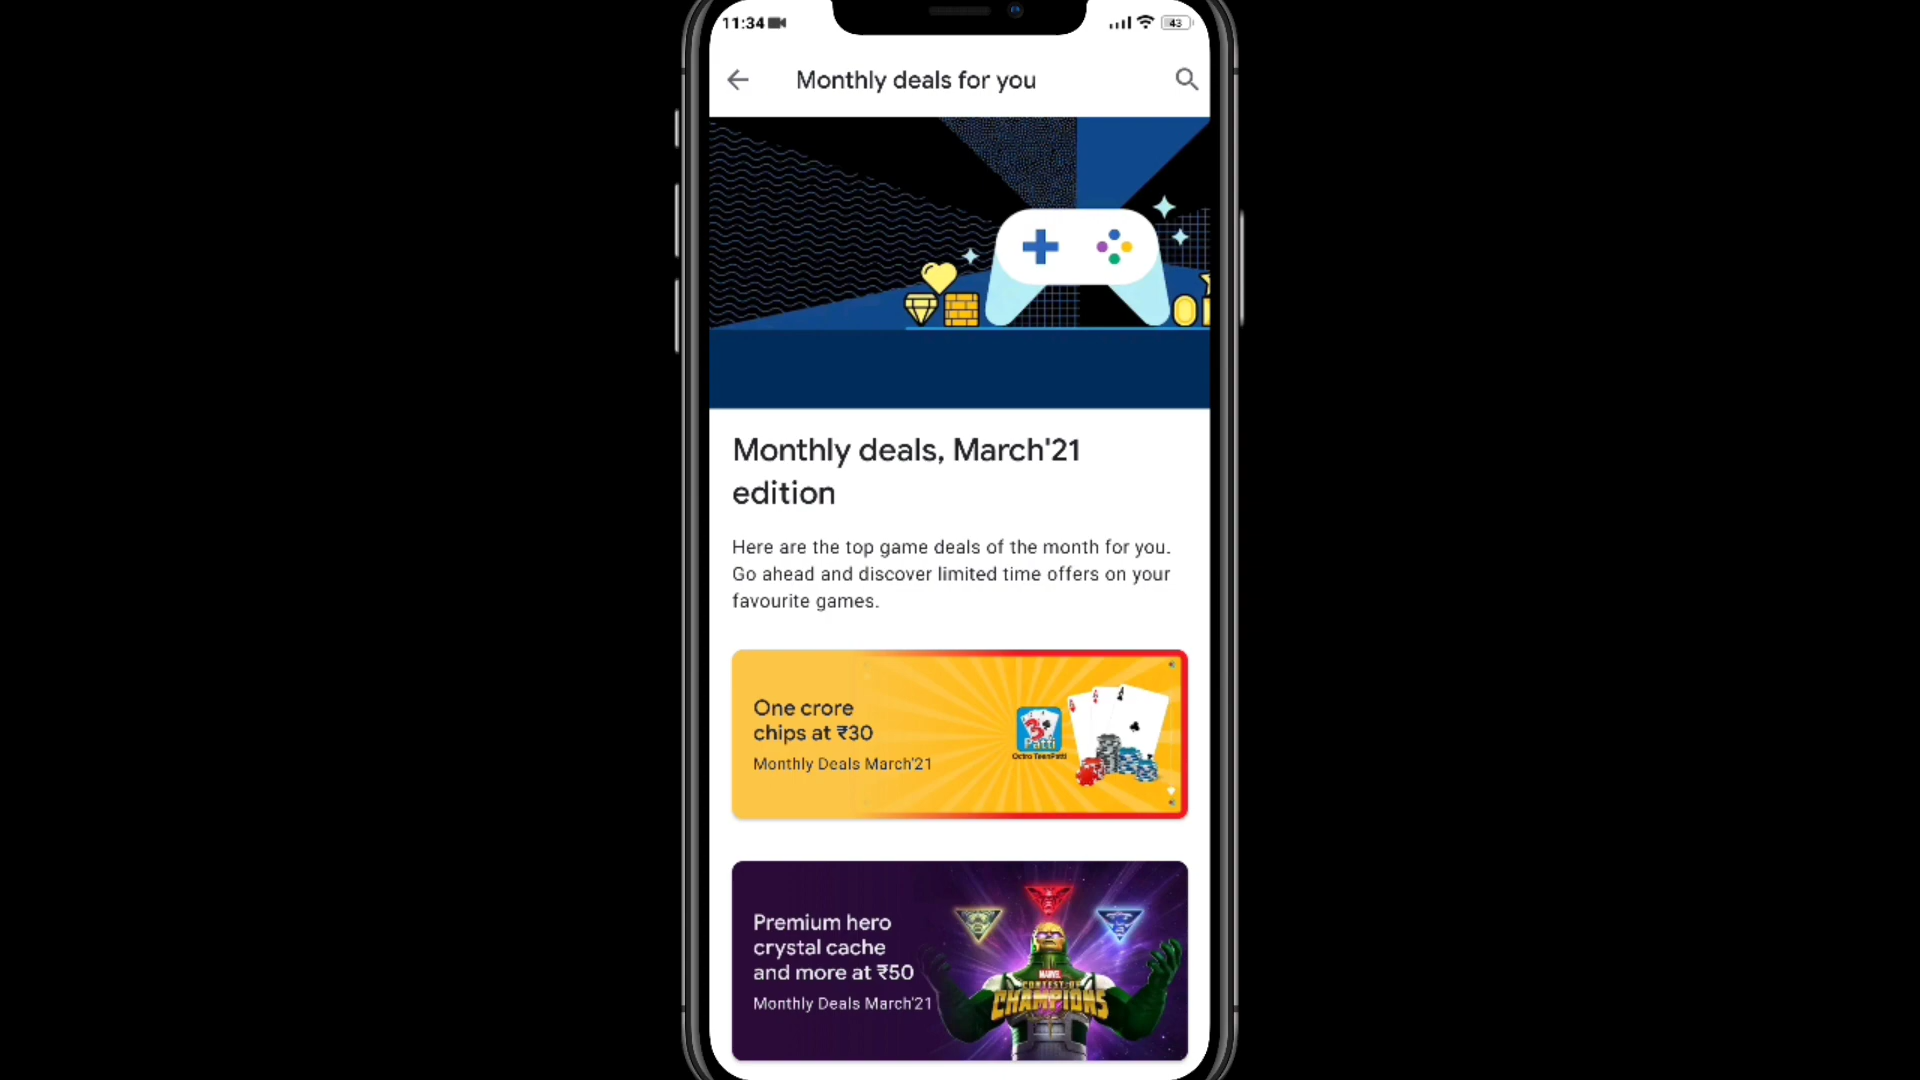 11:34
43
Monthly deals for you
Monthly deals, March'21
edition
Here are the top game deals of the month for you.
Go ahead and discover limited time offers on your
favourite games.
One crore
chips at ₹30
Monthly Deals March'21
3
Patti
Octro TeenPatti
Premium hero
crystal cache
and more at ₹50
Monthly Deals March'21
MARVEL
CONTEST OF
CHAMPIONS